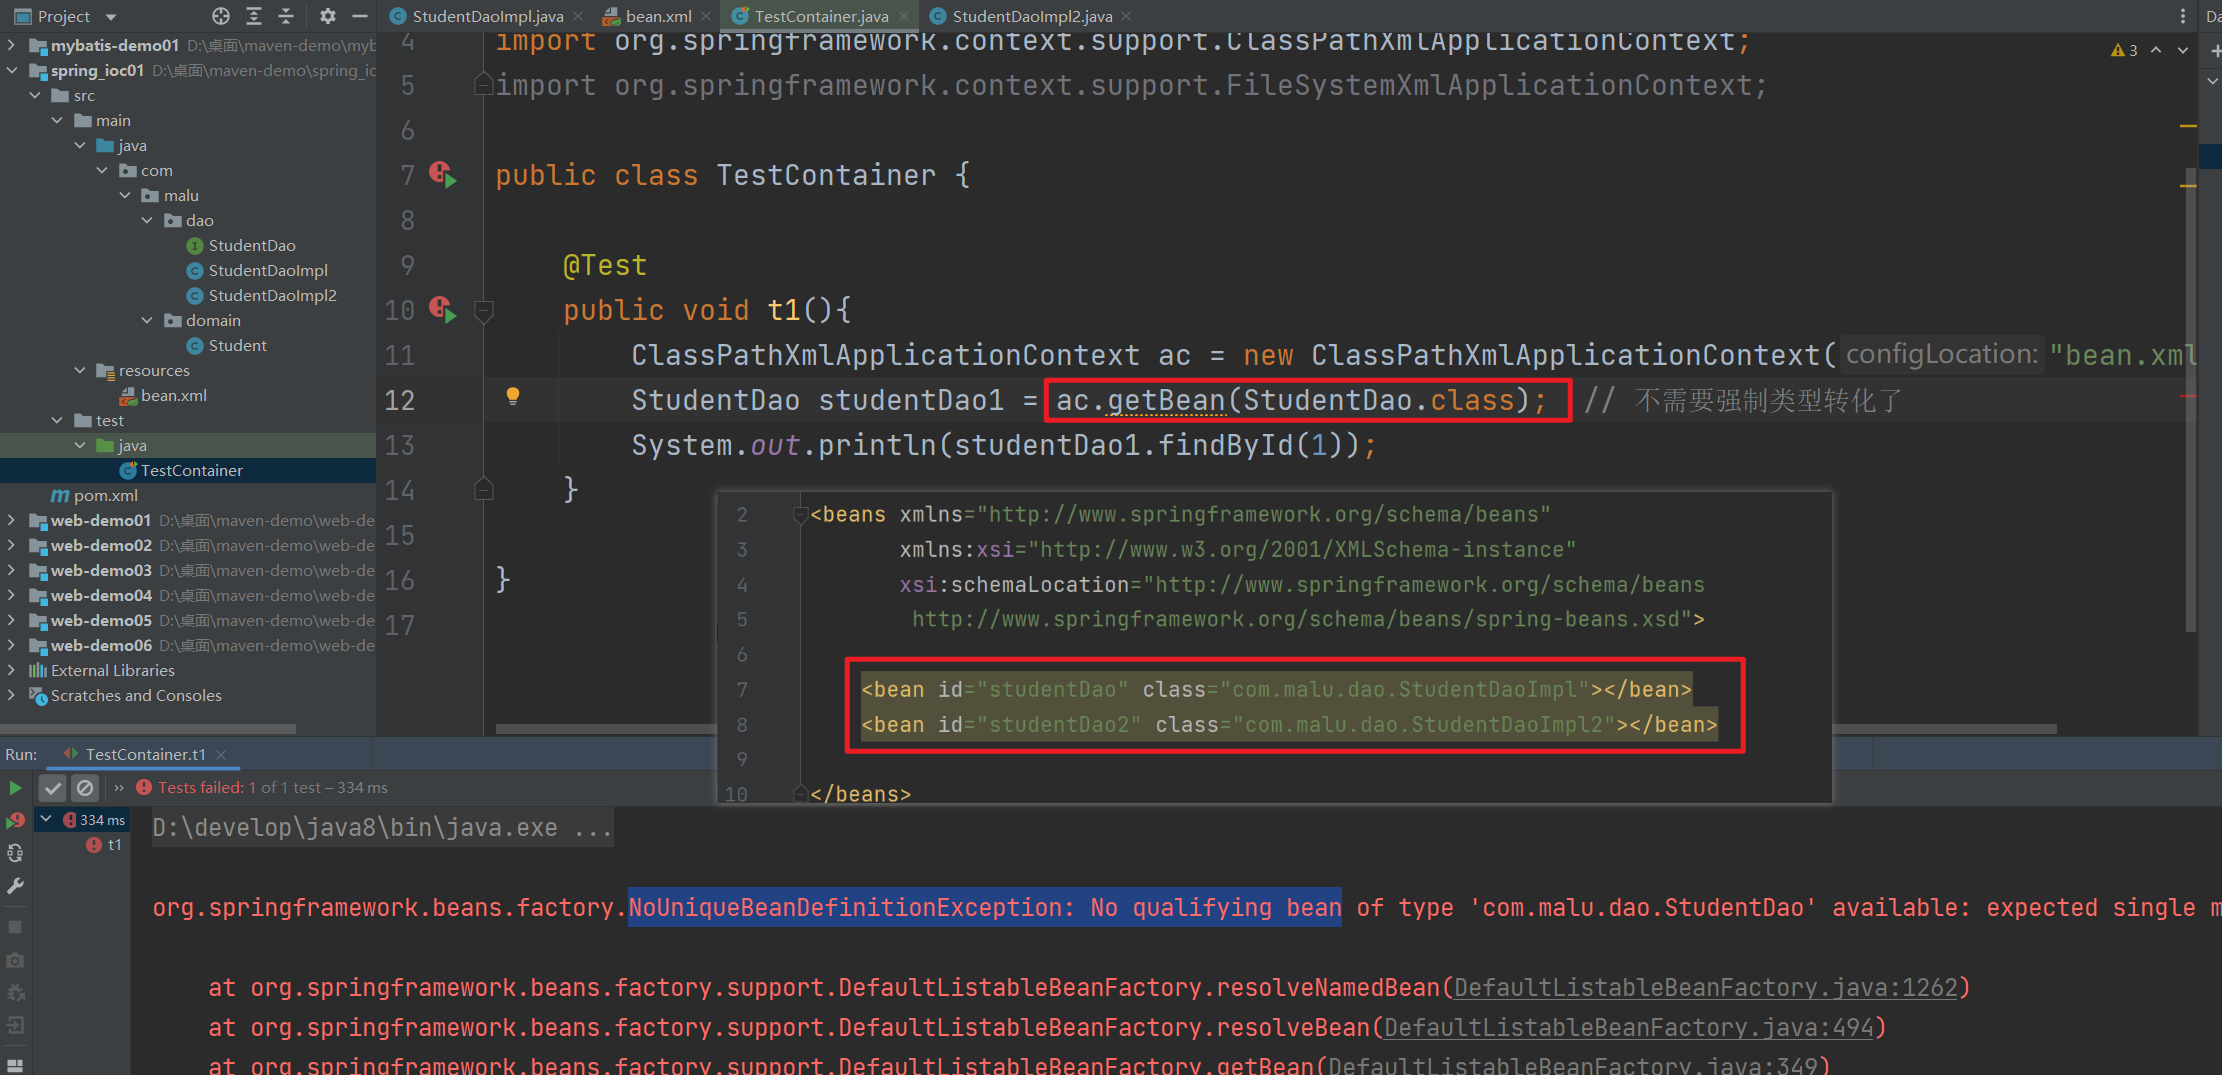 Project
StudentDaoImpl.java
bean.xml
TestContainer.java
StudentDaoImpl2.java
Da
mybatis-demo01 D:\桌面\maven-demo\myb
spring_ioc01 D:\桌面\maven-demo\spring_ioc
src
main
java
com
malu
dao
StudentDao
StudentDaoImpl
StudentDaoImpl2
domain
Student
resources
bean.xml
test
java
TestContainer
pom.xml
web-demo01 D:\桌面\maven-demo\web-de
web-demo02 D:\桌面\maven-demo\web-de
web-demo03 D:\桌面\maven-demo\web-de
web-demo04 D:\桌面\maven-demo\web-de
web-demo05 D:\桌面\maven-demo\web-de
web-demo06 D:\桌面\maven-demo\web-de
External Libraries
Scratches and Consoles
3
4 import org.springframework.context.support.ClassPathXmlApplicationContext;
5 import org.springframework.context.support.FileSystemXmlApplicationContext;
6
7 public class TestContainer {
8
9 @Test
10 public void t1(){
11 ClassPathXmlApplicationContext ac = new ClassPathXmlApplicationContext( configLocation: "bean.xml
12 StudentDao studentDao1 = ac.getBean(StudentDao.class); // 不需要强制类型转化了
13 System.out.println(studentDao1.findById(1));
14 }
15
16 }
17
2 <beans xmlns="http://www.springframework.org/schema/beans"
3 xmlns:xsi="http://www.w3.org/2001/XMLSchema-instance"
4 xsi:schemaLocation="http://www.springframework.org/schema/beans
5 http://www.springframework.org/schema/beans/spring-beans.xsd">
6
7 <bean id="studentDao" class="com.malu.dao.StudentDaoImpl"></bean>
8 <bean id="studentDao2" class="com.malu.dao.StudentDaoImpl2"></bean>
9
10 </beans>
Run: TestContainer.t1
Tests failed: 1 of 1 test – 334 ms
334 ms
t1
D:\develop\java8\bin\java.exe ...
org.springframework.beans.factory.NoUniqueBeanDefinitionException: No qualifying bean of type 'com.malu.dao.StudentDao' available: expected single m
at org.springframework.beans.factory.support.DefaultListableBeanFactory.resolveNamedBean(DefaultListableBeanFactory.java:1262)
at org.springframework.beans.factory.support.DefaultListableBeanFactory.resolveBean(DefaultListableBeanFactory.java:494)
at org.springframework.beans.factory.support.DefaultListableBeanFactory.getBean(DefaultListableBeanFactory.java:349)